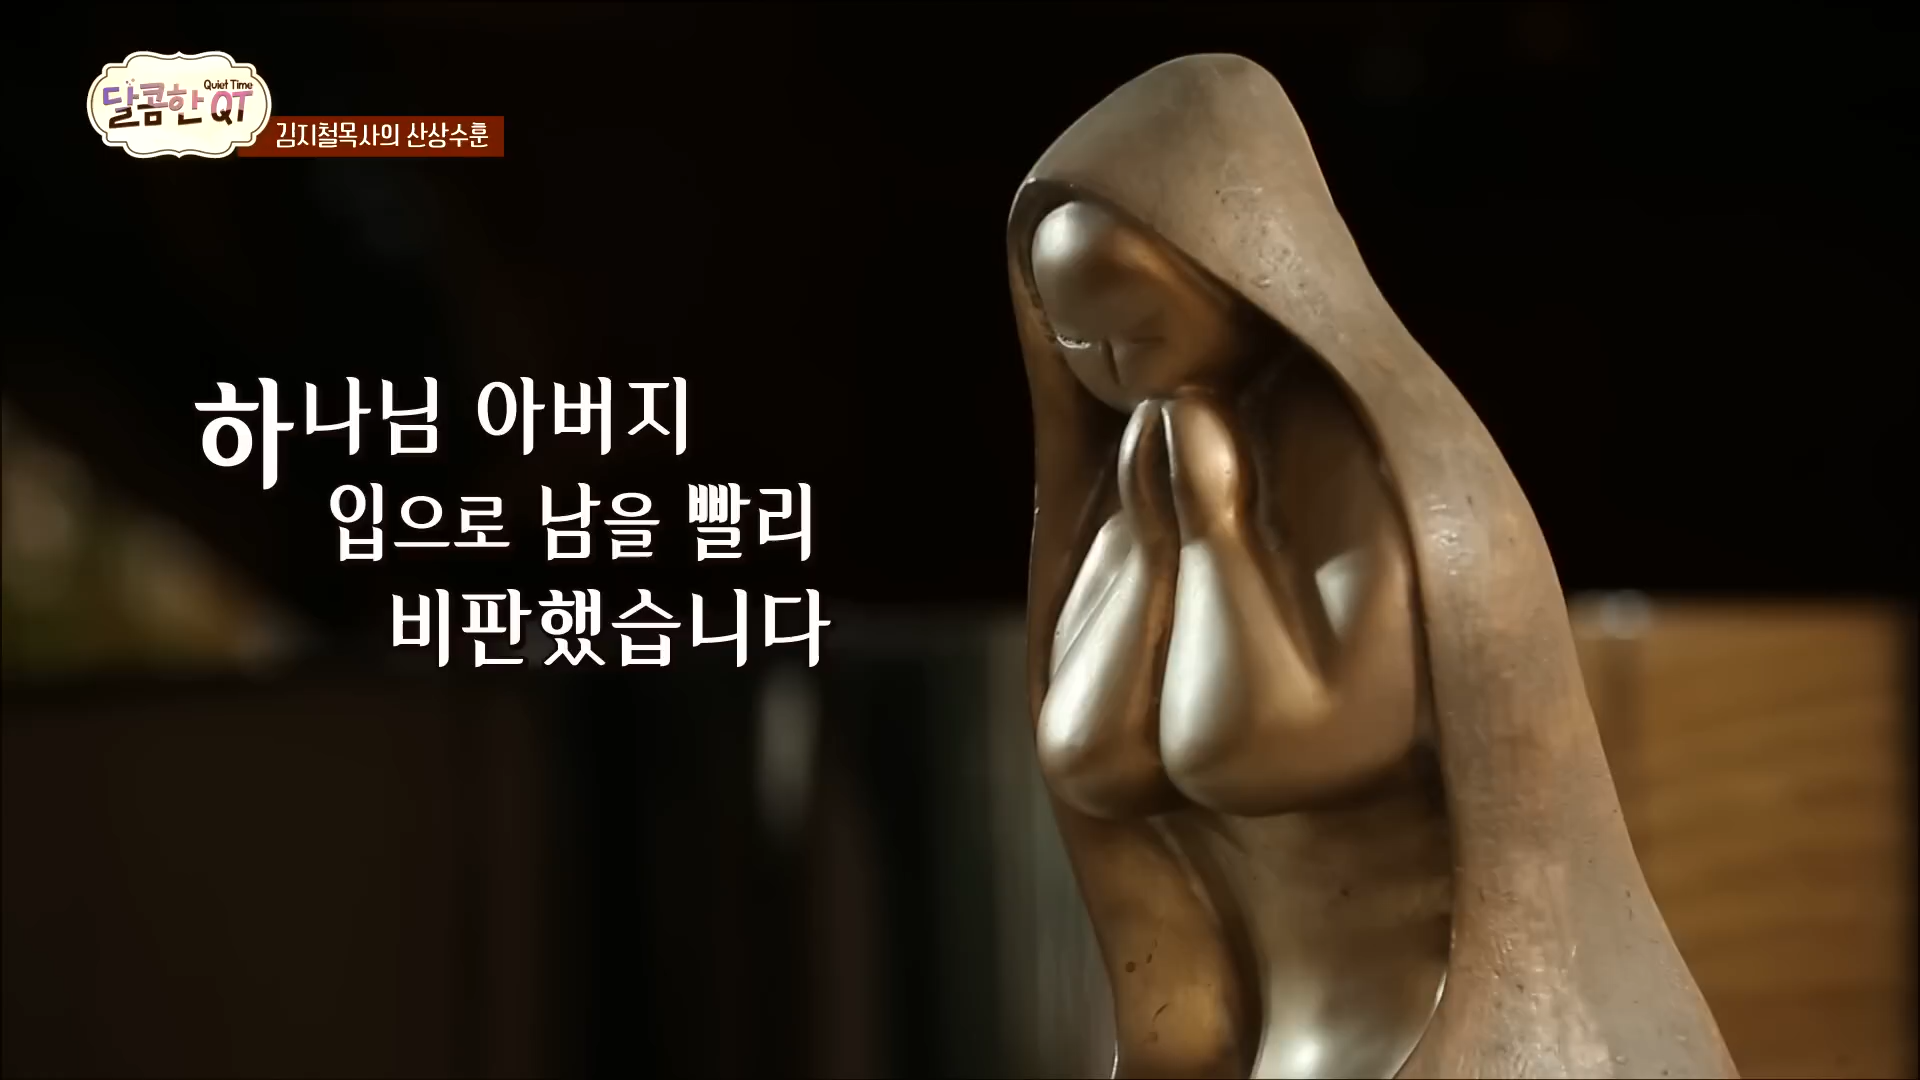 Quiet Time
달콤한 QT
김지철목사의 산상수훈
하나님 아버지
입으로 남을 빨리
비판했습니다